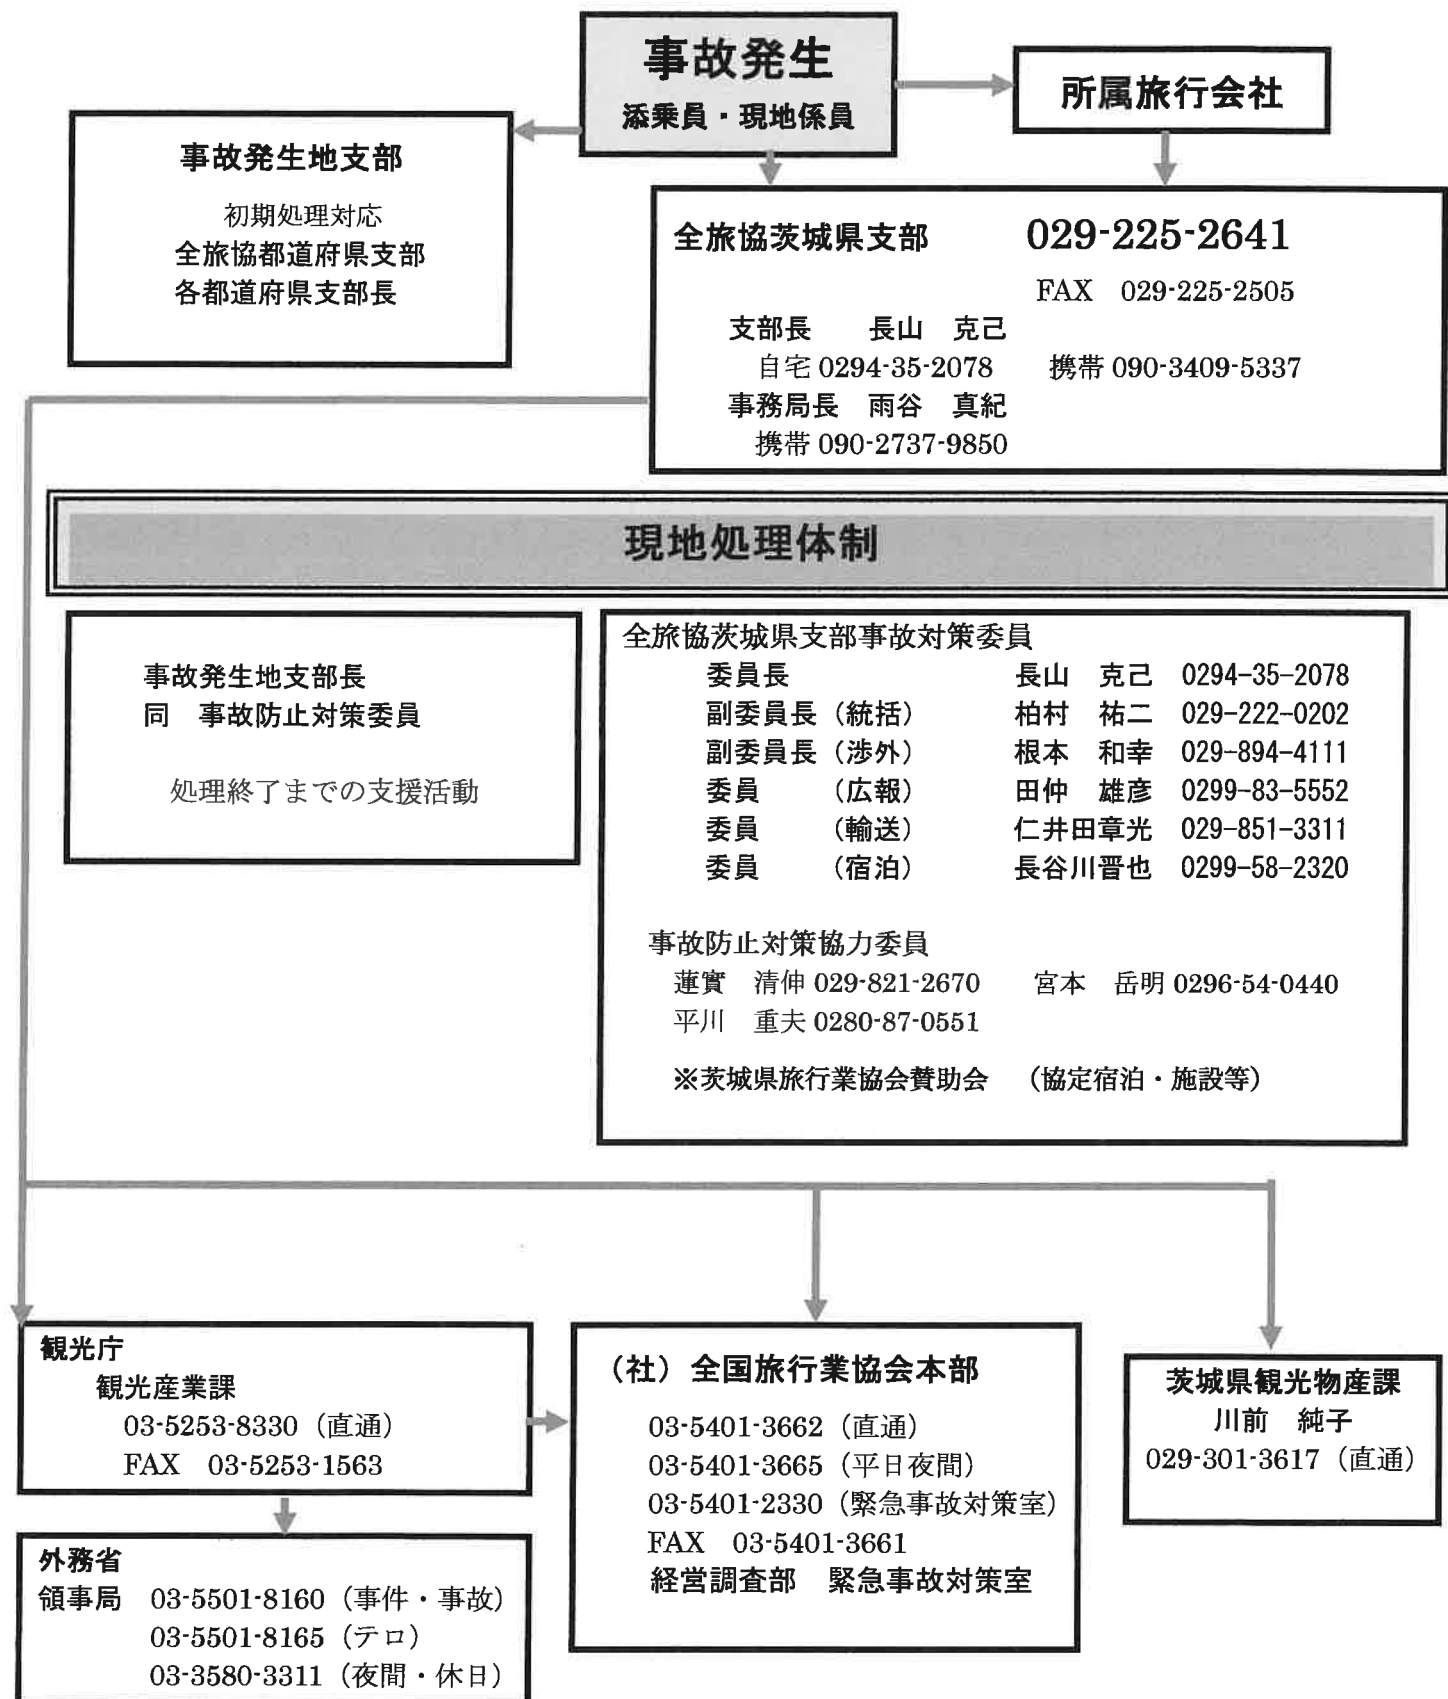 事故発生
添乗員・現地係員
所属旅行会社
事故発生地支部
初期処理対応
全旅協都道府県支部
各都道府県支部長
全旅協茨城県支部 029-225-2641
FAX 029-225-2505
支部長 長山 克己
自宅 0294-35-2078 携帯 090-3409-5337
事務局長 雨谷 真紀
携帯 090-2737-9850
現地処理体制
事故発生地支部長
同 事故防止対策委員
処理終了までの支援活動
全旅協茨城県支部事故対策委員
委員長 長山 克己 0294-35-2078
副委員長（統括） 柏村 祐二 029-222-0202
副委員長（渉外） 根本 和幸 029-894-4111
委員 （広報） 田仲 雄彦 0299-83-5552
委員 （輸送） 仁井田章光 029-851-3311
委員 （宿泊） 長谷川晋也 0299-58-2320
事故防止対策協力委員
蓮實 清伸 029-821-2670 宮本 岳明 0296-54-0440
平川 重夫 0280-87-0551
※茨城県旅行業協会賛助会 （協定宿泊・施設等）
観光庁
観光産業課
03-5253-8330（直通）
FAX 03-5253-1563
外務省
領事局 03-5501-8160（事件・事故）
03-5501-8165（テロ）
03-3580-3311（夜間・休日）
（社）全国旅行業協会本部
03-5401-3662（直通）
03-5401-3665（平日夜間）
03-5401-2330（緊急事故対策室）
FAX 03-5401-3661
経営調査部 緊急事故対策室
茨城県観光物産課
川前 純子
029-301-3617（直通）